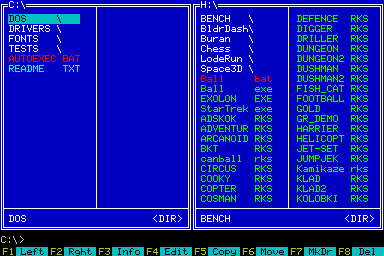 C:\
DOS \
DRIVERS \
FONTS \
TESTS \
AUTOEXEC BAT
README TXT
DOS <DIR>
H:\
BENCH \
BldrDash\
Buran \
Chess \
LodeRun \
Space3D \
Ball bat
Ball exe
EXOLON EXE
StarTrek exe
ADSKOK RKS
ADVENTUR RKS
ARCANOID RKS
BKT RKS
canball rks
CIRCUS RKS
COOKY RKS
COPTER RKS
COSMAN RKS
DEFENCE RKS
DIGGER RKS
DRILLER RKS
DUNGEON RKS
DUNGEON2 RKS
DUSHMAN RKS
DUSHMAN2 RKS
FISH_CAT RKS
FOOTBALL RKS
GOLD RKS
GR_DEMO RKS
HARRIER RKS
HELICOPT RKS
JET-SET RKS
JUMPJEK RKS
Kamikaze rks
KLAD RKS
KLAD2 RKS
KOLOBKI RKS
BENCH <DIR>
C:\>
F1 Left F2 Rght F3 Info F4 Edit F5 Copy F6 Move F7 MkDr F8 Del